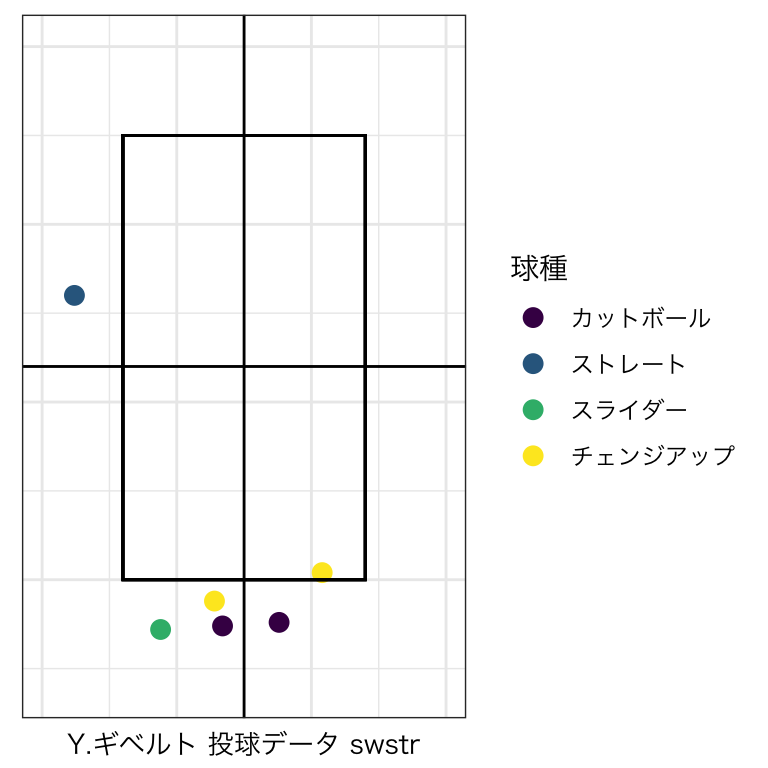 球種
カットボール
ストレート
スライダー
チェンジアップ
Y.ギベルト 投球データ swstr